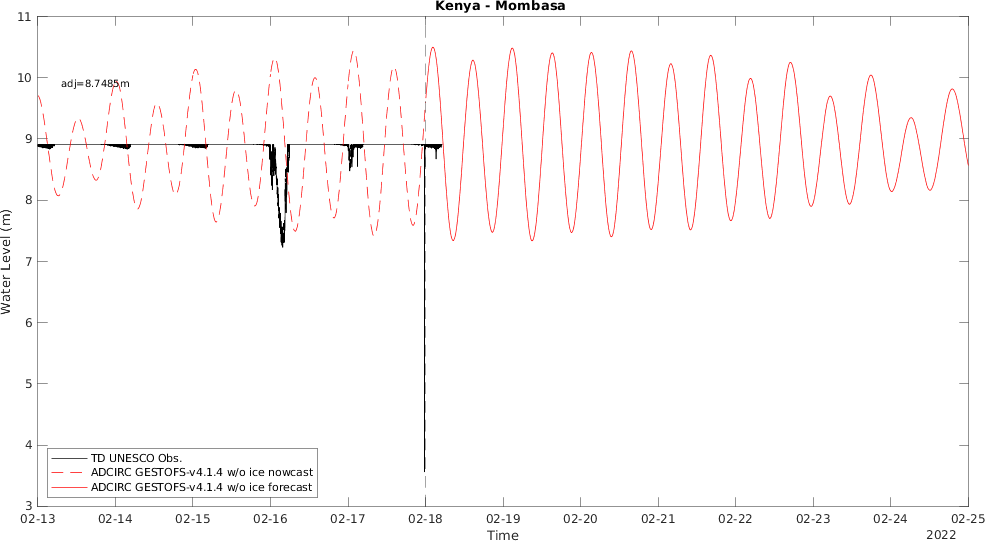 Kenya - Mombasa
adj=8.7485m
Water Level (m)
11
10
9
8
7
6
5
4
3
TD UNESCO Obs.
ADCIRC GESTOFS-v4.1.4 w/o ice nowcast
ADCIRC GESTOFS-v4.1.4 w/o ice forecast
02-13 02-14 02-15 02-16 02-17 02-18 02-19 02-20 02-21 02-22 02-23 02-24 02-25
Time
2022